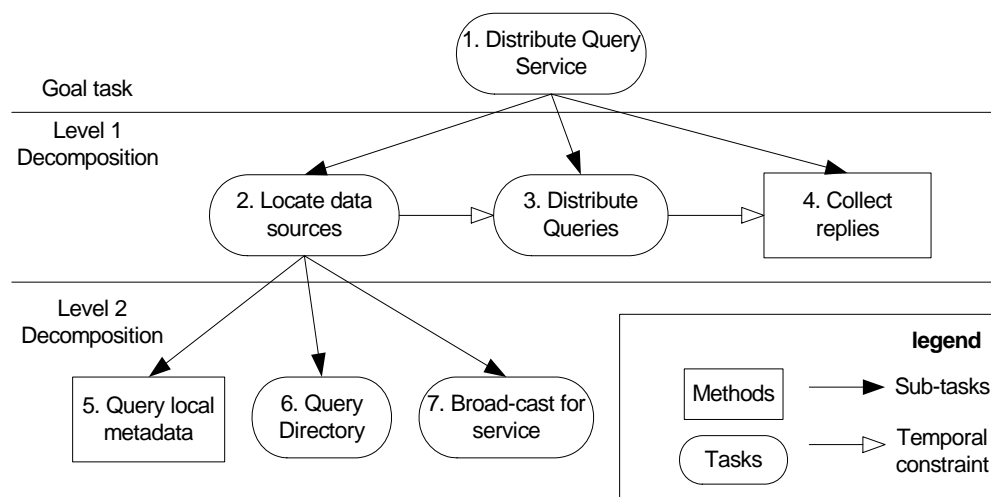 1. Distribute Query
Service
Goal task
Level 1
Decomposition
2. Locate data
sources
3. Distribute
Queries
4. Collect
replies
Level 2
Decomposition
5. Query local
metadata
6. Query
Directory
7. Broad-cast for
service
legend
Methods
Sub-tasks
Tasks
Temporal
constraint